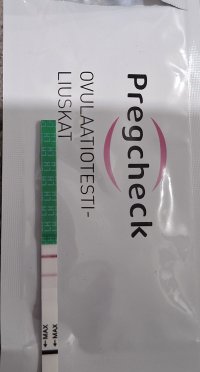 Pregcheck
OVULAATIOTESTI-
LIUSKAT
MAX
MAX